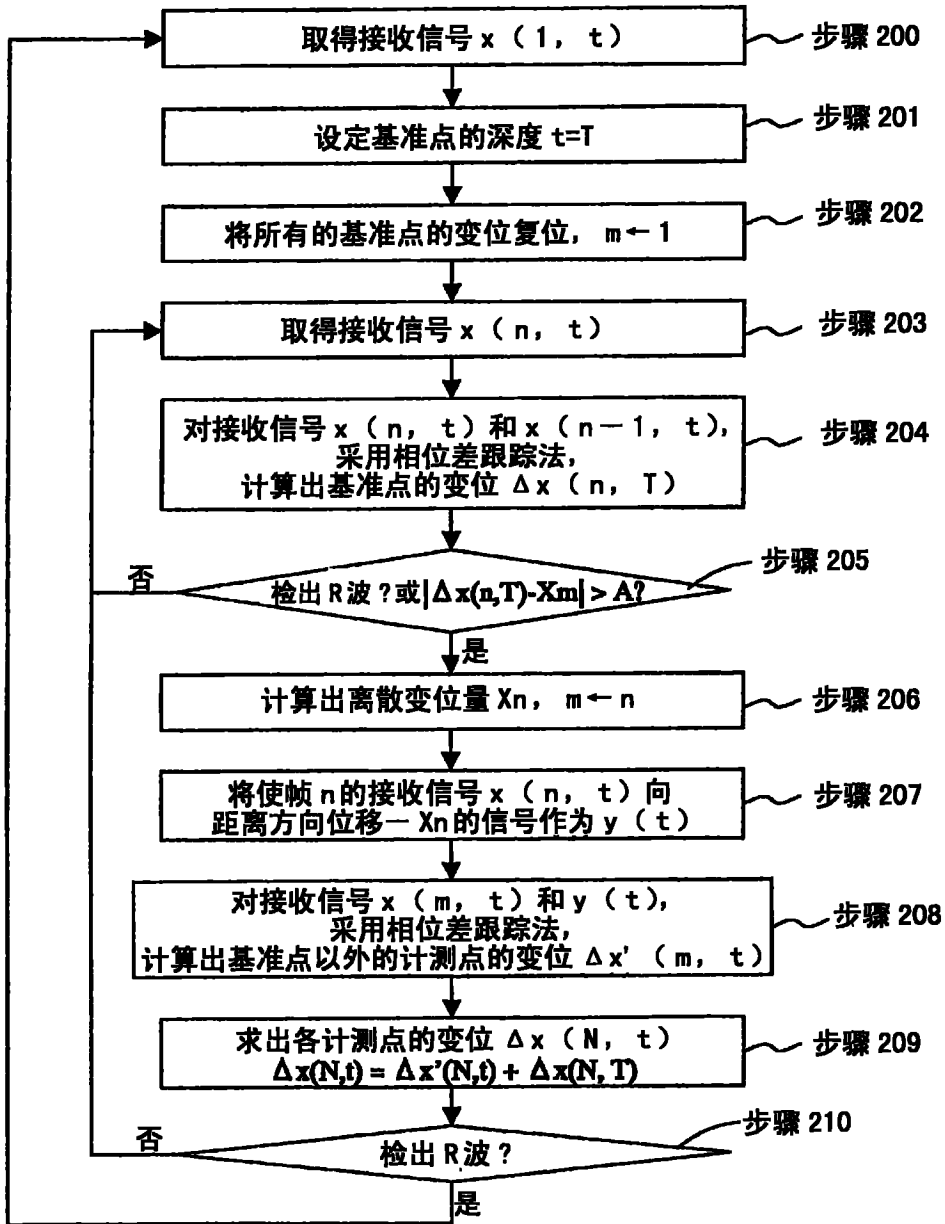 取得接收信号 x ( 1, t )
步骤 200
设定基准点的深度 t=T
步骤 201
将所有的基准点的变位复位, m←1
步骤 202
取得接收信号 x ( n, t )
步骤 203
对接收信号 x ( n, t ) 和 x ( n-1, t ),
采用相位差跟踪法,
计算出基准点的变位 Δx ( n, T )
步骤 204
检出 R 波 ? 或 |Δx(n,T)-Xm| > A?
步骤 205
否
是
计算出离散变位量 Xn, m←n
步骤 206
将使帧 n 的接收信号 x ( n, t ) 向
距离方向位移一 Xn 的信号作为 y ( t )
步骤 207
对接收信号 x ( m, t ) 和 y ( t ),
采用相位差跟踪法,
计算出基准点以外的计测点的变位 Δx' ( m, t )
步骤 208
求出各计测点的变位 Δx ( N, t )
Δx(N,t) = Δx'(N,t) + Δx(N, T)
步骤 209
检出 R 波 ?
步骤 210
否
是